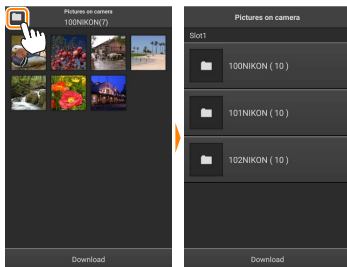 Pictures on camera
100NIKON(7)
Download
Pictures on camera
Slot1
100NIKON ( 10 )
101NIKON ( 10 )
102NIKON ( 10 )
Download